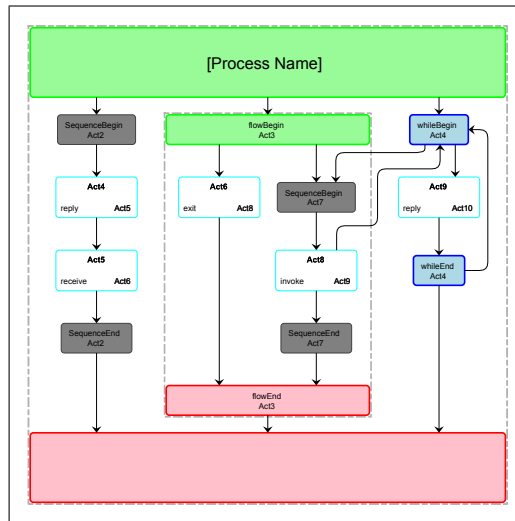 [Process Name]
SequenceBegin
Act2
flowBegin
Act3
whileBegin
Act4
Act4
reply Act5
Act6
exit Act8
SequenceBegin
Act7
Act9
reply Act10
Act5
receive Act6
Act8
invoke Act9
whileEnd
Act4
SequenceEnd
Act2
SequenceEnd
Act7
flowEnd
Act3